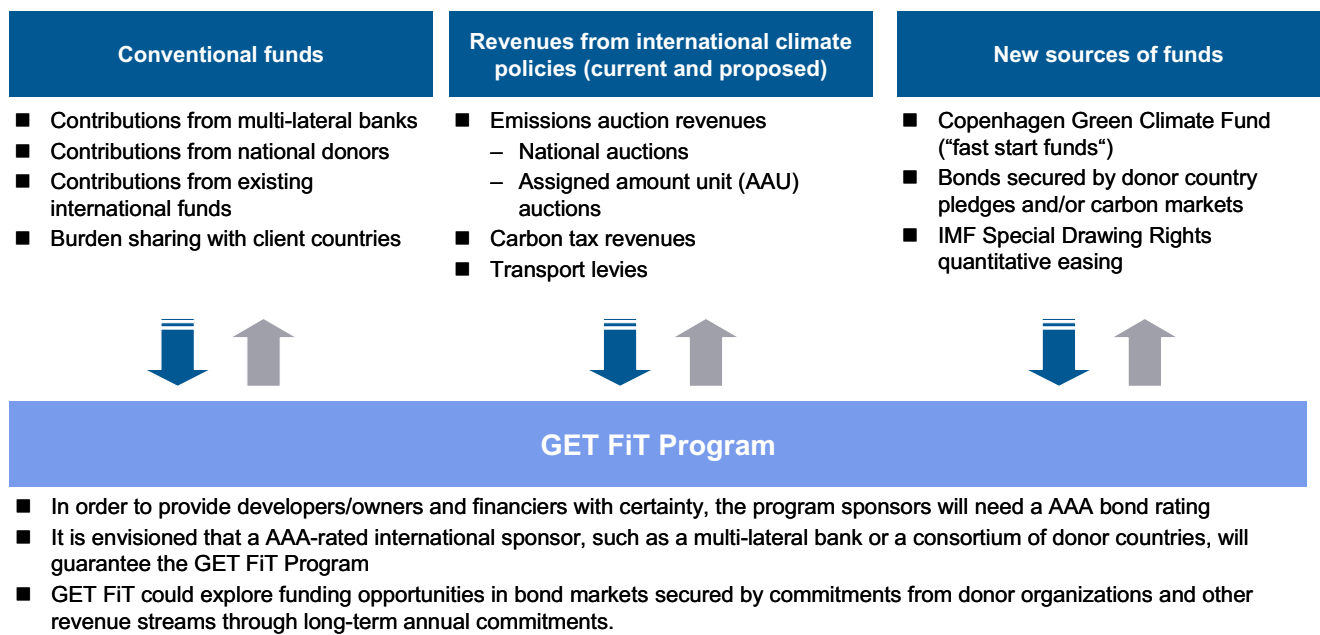 Conventional funds
■ Contributions from multi-lateral banks
■ Contributions from national donors
■ Contributions from existing
international funds
■ Burden sharing with client countries
Revenues from international climate
policies (current and proposed)
■ Emissions auction revenues
– National auctions
– Assigned amount unit (AAU)
auctions
■ Carbon tax revenues
■ Transport levies
New sources of funds
■ Copenhagen Green Climate Fund
(“fast start funds“)
■ Bonds secured by donor country
pledges and/or carbon markets
■ IMF Special Drawing Rights
quantitative easing
GET FiT Program
■ In order to provide developers/owners and financiers with certainty, the program sponsors will need a AAA bond rating
■ It is envisioned that a AAA-rated international sponsor, such as a multi-lateral bank or a consortium of donor countries, will
guarantee the GET FiT Program
■ GET FiT could explore funding opportunities in bond markets secured by commitments from donor organizations and other
revenue streams through long-term annual commitments.